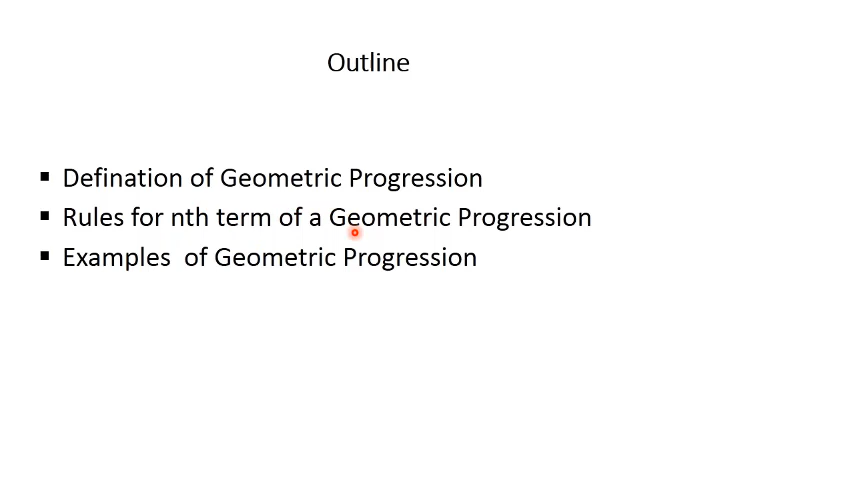 Outline
▪ Defination of Geometric Progression
▪ Rules for nth term of a Geometric Progression
▪ Examples of Geometric Progression